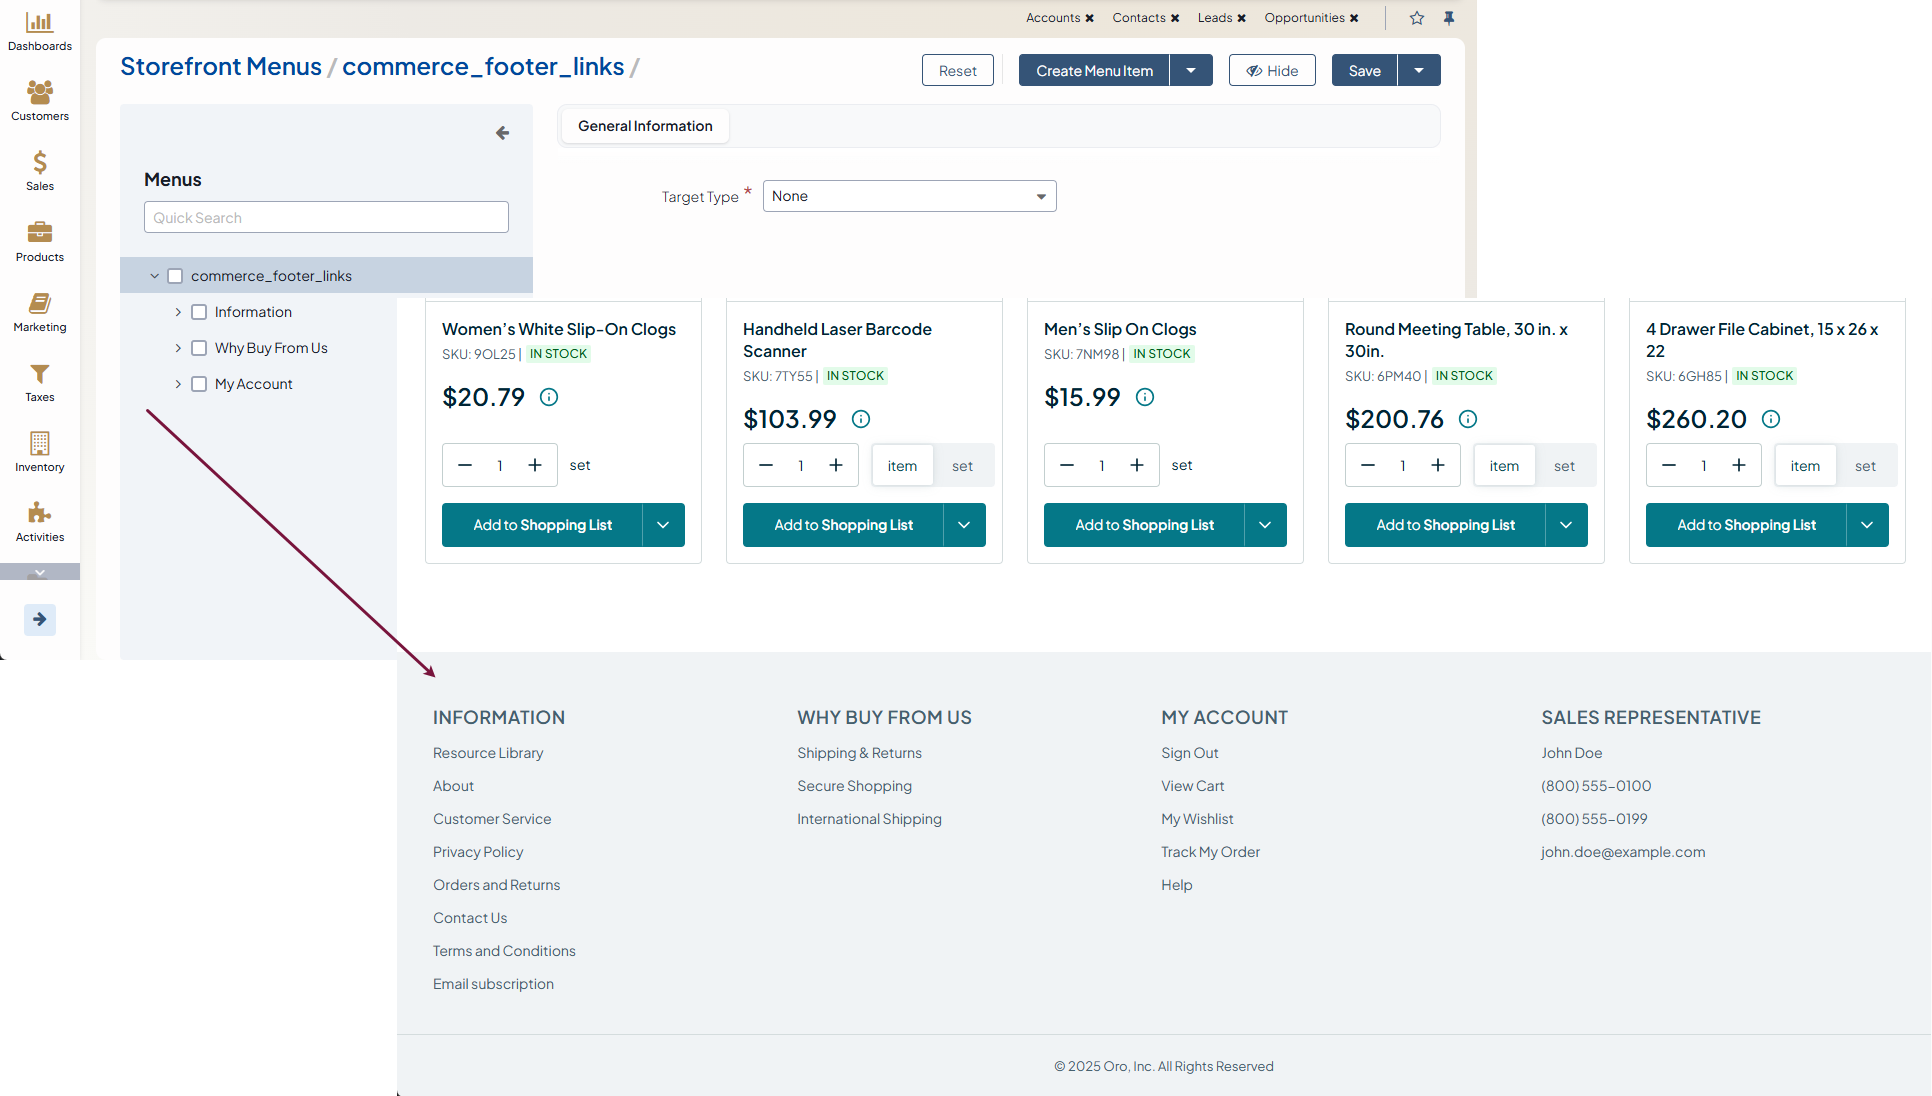 Accounts ✖ Contacts ✖ Leads ✖ Opportunities ✖
Dashboards
Customers
Sales
Products
Marketing
Taxes
Inventory
Activities
Storefront Menus / commerce_footer_links /
Reset
Create Menu Item
Hide
Save
Menus
Quick Search
commerce_footer_links
Information
Why Buy From Us
My Account
General Information
Target Type * None
Women's White Slip-On Clogs
SKU: 9OL25 | IN STOCK
$20.79
1 set
Add to Shopping List
Handheld Laser Barcode
Scanner
SKU: 7TY55 | IN STOCK
$103.99
1 item set
Add to Shopping List
Men's Slip On Clogs
SKU: 7NM98 | IN STOCK
$15.99
1 set
Add to Shopping List
Round Meeting Table, 30 in. x
30in.
SKU: 6PM40 | IN STOCK
$200.76
1 item set
Add to Shopping List
4 Drawer File Cabinet, 15 x 26 x
22
SKU: 6GH85 | IN STOCK
$260.20
1 item set
Add to Shopping List
INFORMATION
Resource Library
About
Customer Service
Privacy Policy
Orders and Returns
Contact Us
Terms and Conditions
Email subscription
WHY BUY FROM US
Shipping & Returns
Secure Shopping
International Shipping
MY ACCOUNT
Sign Out
View Cart
My Wishlist
Track My Order
Help
SALES REPRESENTATIVE
John Doe
(800) 555-0100
(800) 555-0199
john.doe@example.com
© 2025 Oro, Inc. All Rights Reserved